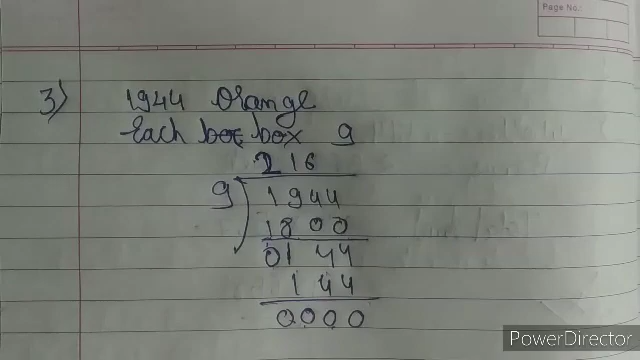 Page No.:
3) 1944 Orange
Each box 9
216
9 1944
1800
0144
144
0000
PowerDirector